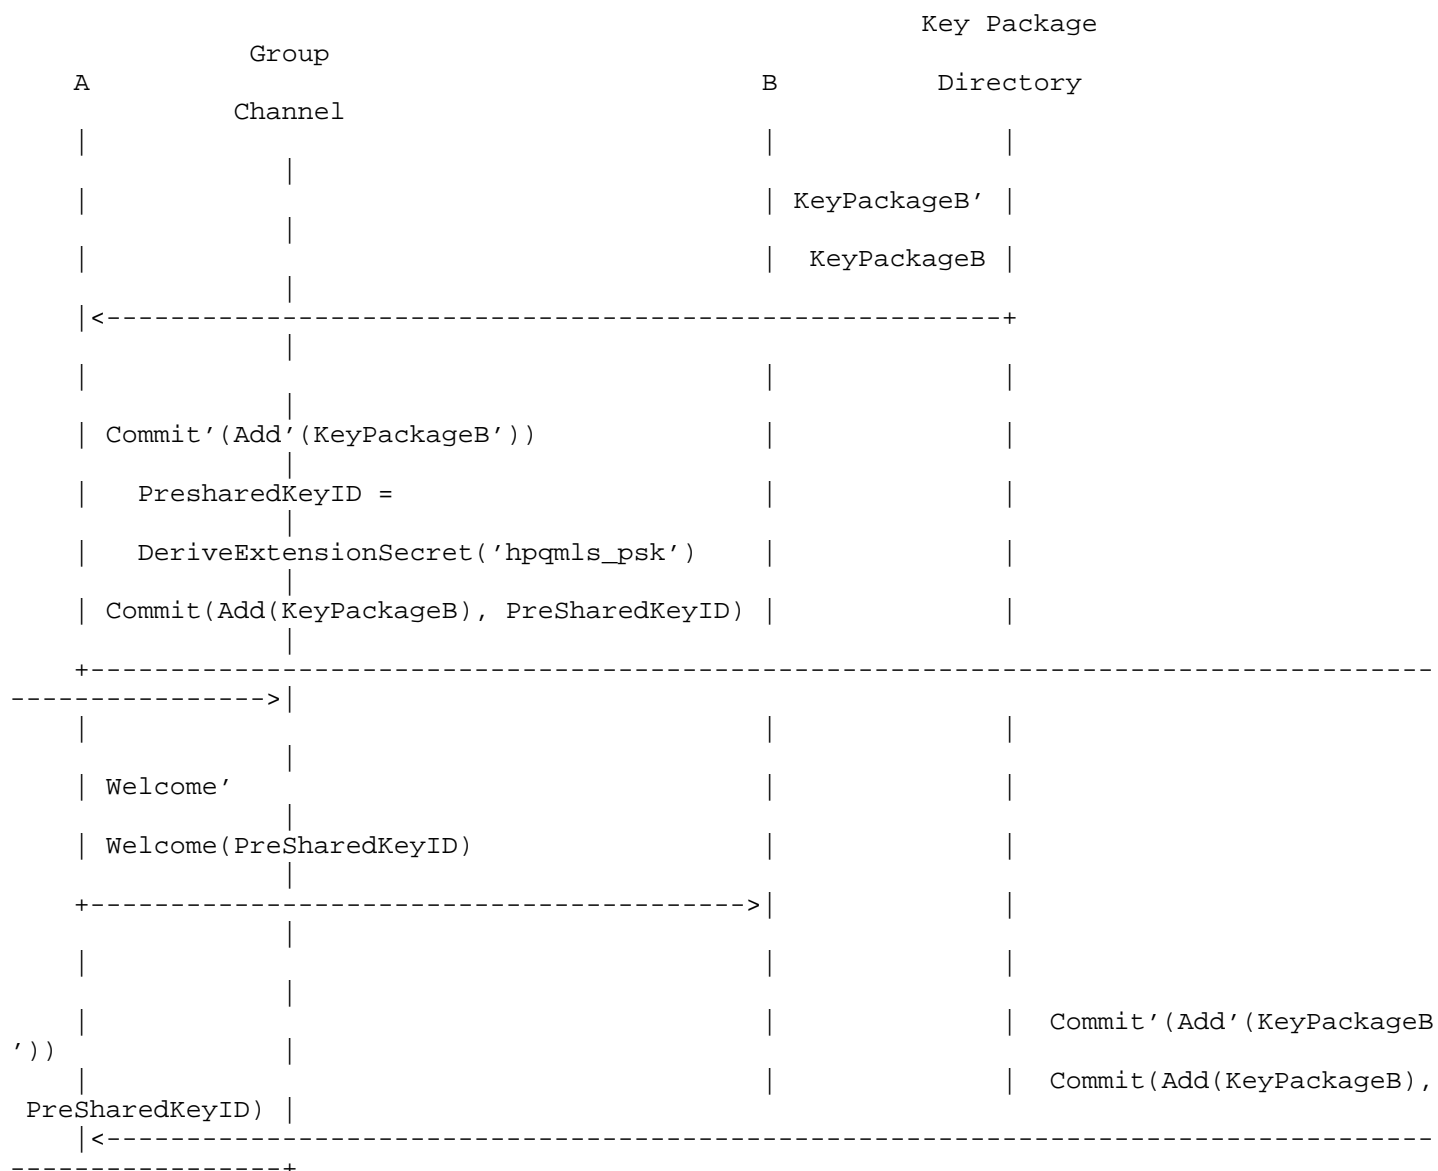 Key Package
Group
A B Directory
Channel
| | |
|
| | KeyPackageB’ |
|
| | KeyPackageB |
|
|<--------------------------------------------------------+
|
| | |
|
| Commit’(Add’(KeyPackageB’)) | |
|
| PresharedKeyID = | |
|
| DeriveExtensionSecret('hpqmls_psk') | |
|
| Commit(Add(KeyPackageB), PreSharedKeyID) | |
|
+------------------------------------------------------------------------------------
---------------->|
| | |
|
| Welcome’ | |
|
| Welcome(PreSharedKeyID) | |
|
+----------------------------------------->| |
|
| | |
|
| | | Commit’(Add’(KeyPackageB
’)) |
| | | Commit(Add(KeyPackageB),
PreSharedKeyID) |
|<-----------------------------------------------------------------------------------
-----------------+